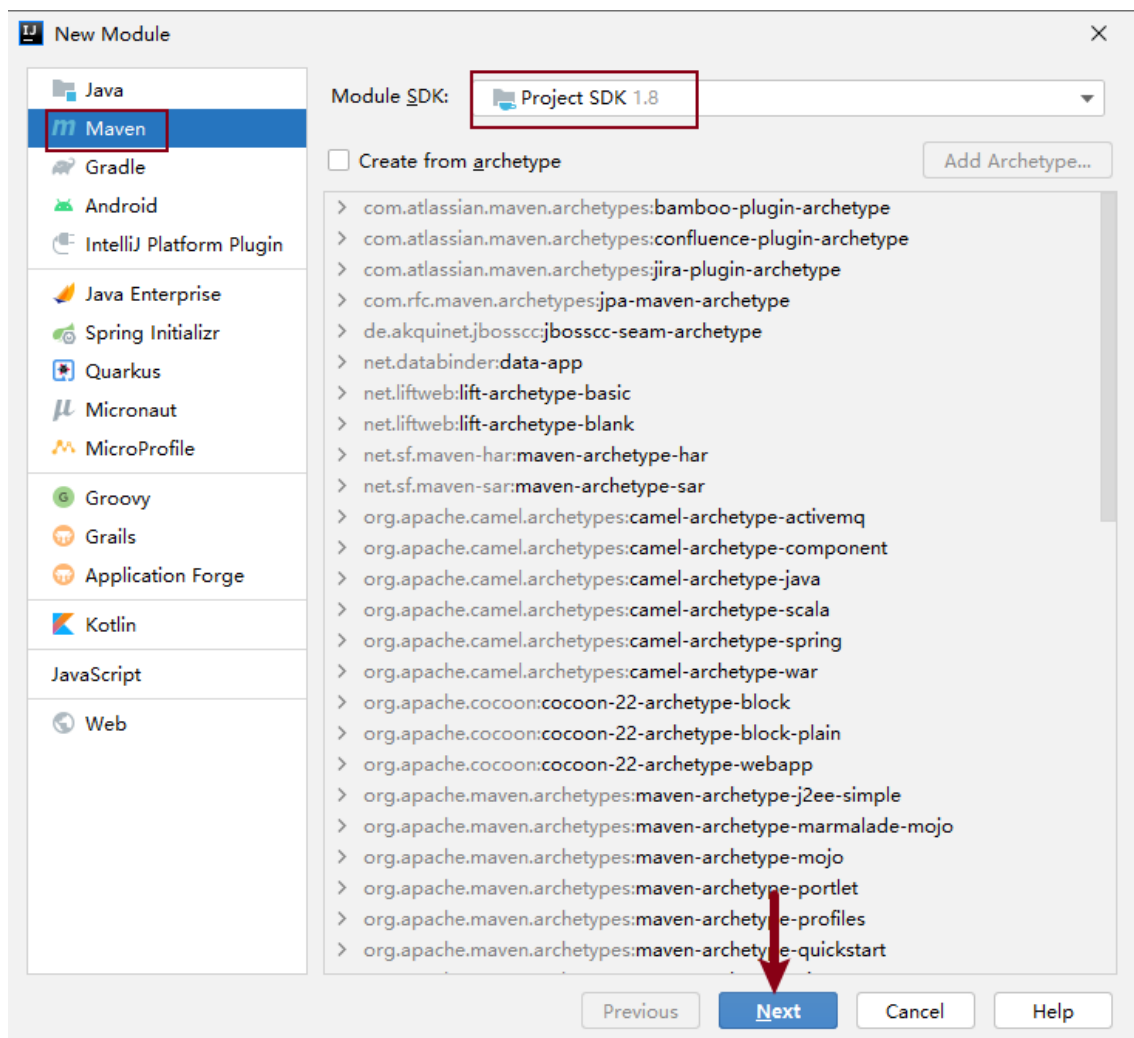 New Module
Java
Maven
Gradle
Android
IntelliJ Platform Plugin
Java Enterprise
Spring Initializr
Quarkus
Micronaut
MicroProfile
Groovy
Grails
Application Forge
Kotlin
JavaScript
Web
Module SDK: Project SDK 1.8
Create from archetype Add Archetype...
com.atlassian.maven.archetypes:bamboo-plugin-archetype
com.atlassian.maven.archetypes:confluence-plugin-archetype
com.atlassian.maven.archetypes:jira-plugin-archetype
com.rfc.maven.archetypes:jpa-maven-archetype
de.akquinet.jbosscc:jbosscc-seam-archetype
net.databinder:data-app
net.liftweb:lift-archetype-basic
net.liftweb:lift-archetype-blank
net.sf.maven-har:maven-archetype-har
net.sf.maven-sar:maven-archetype-sar
org.apache.camel.archetypes:camel-archetype-activemq
org.apache.camel.archetypes:camel-archetype-component
org.apache.camel.archetypes:camel-archetype-java
org.apache.camel.archetypes:camel-archetype-scala
org.apache.camel.archetypes:camel-archetype-spring
org.apache.camel.archetypes:camel-archetype-war
org.apache.cocoon:cocoon-22-archetype-block
org.apache.cocoon:cocoon-22-archetype-block-plain
org.apache.cocoon:cocoon-22-archetype-webapp
org.apache.maven.archetypes:maven-archetype-j2ee-simple
org.apache.maven.archetypes:maven-archetype-marmalade-mojo
org.apache.maven.archetypes:maven-archetype-mojo
org.apache.maven.archetypes:maven-archetype-portlet
org.apache.maven.archetypes:maven-archetype-profiles
org.apache.maven.archetypes:maven-archetype-quickstart
Previous Next Cancel Help